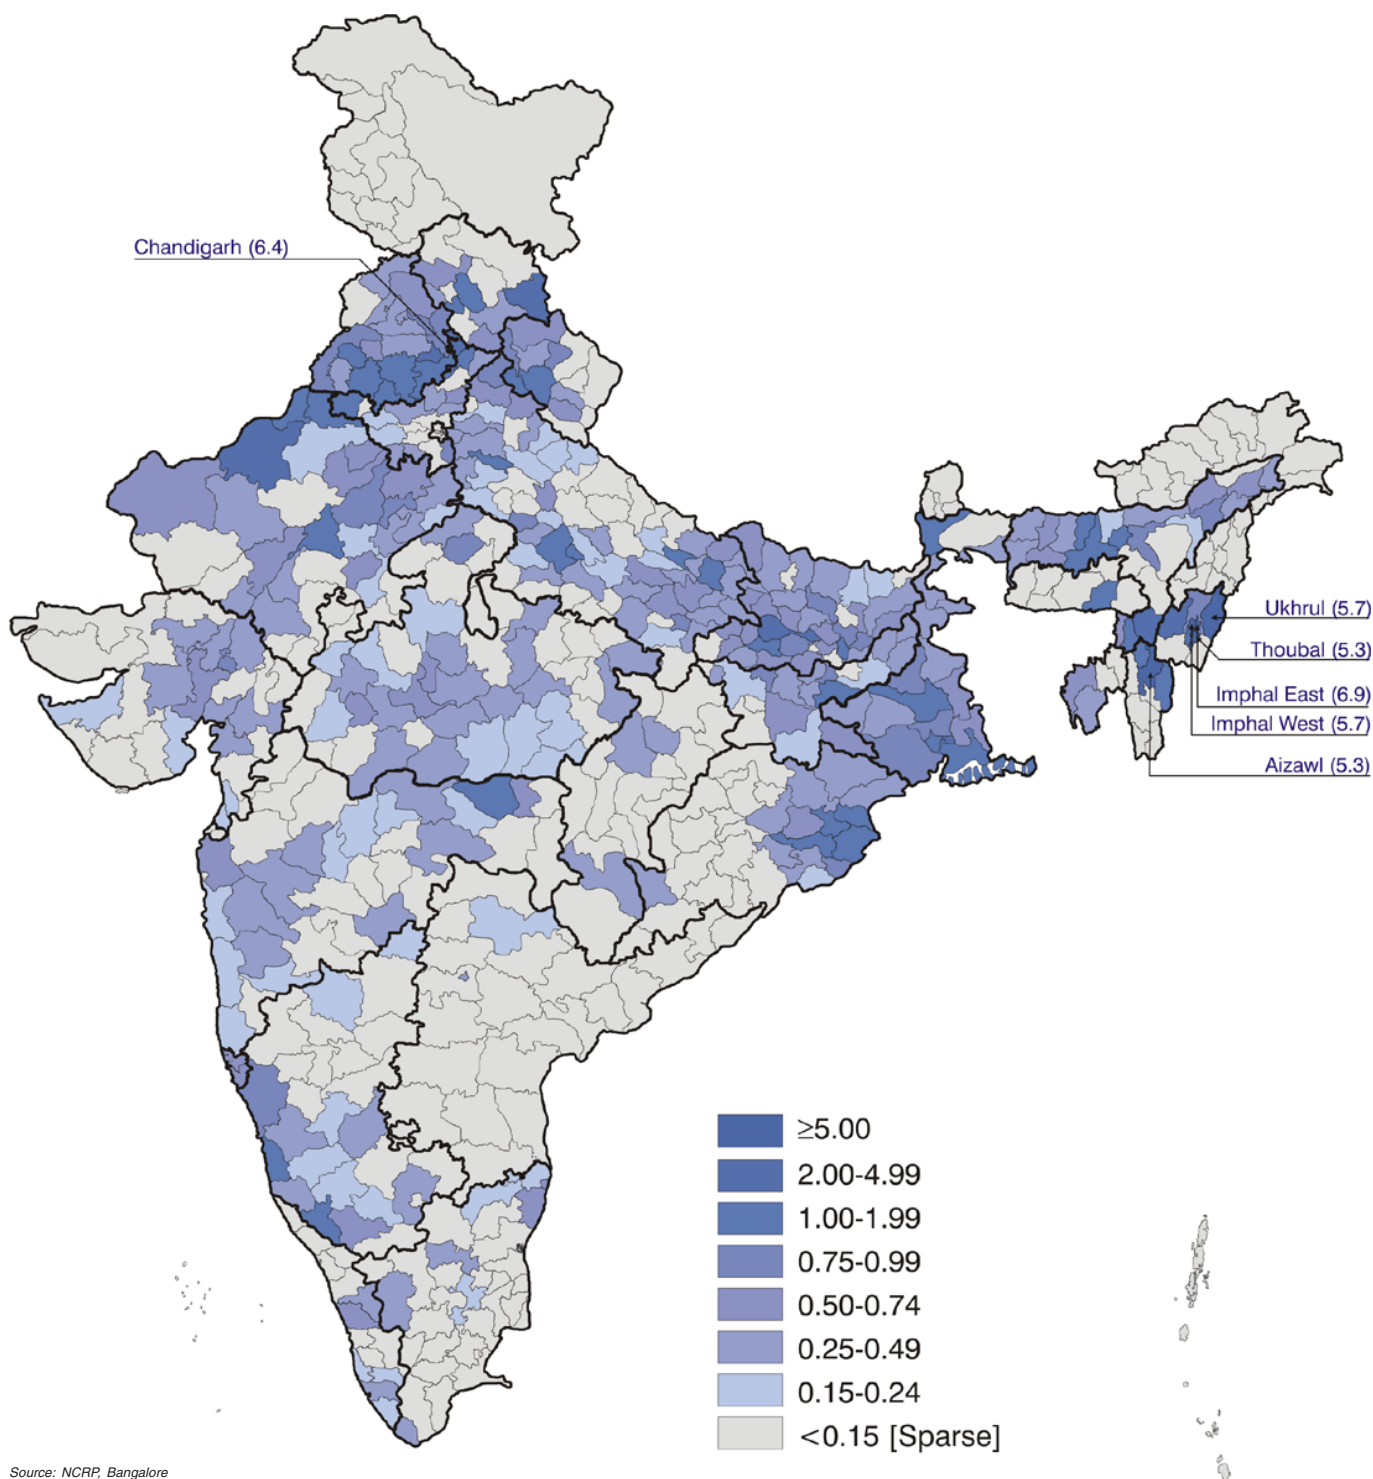 Chandigarh (6.4)
Ukhrul (5.7)
Thoubal (5.3)
Imphal East (6.9)
Imphal West (5.7)
Aizawl (5.3)
≥5.00
2.00-4.99
1.00-1.99
0.75-0.99
0.50-0.74
0.25-0.49
0.15-0.24
<0.15 [Sparse]
Source: NCRP, Bangalore